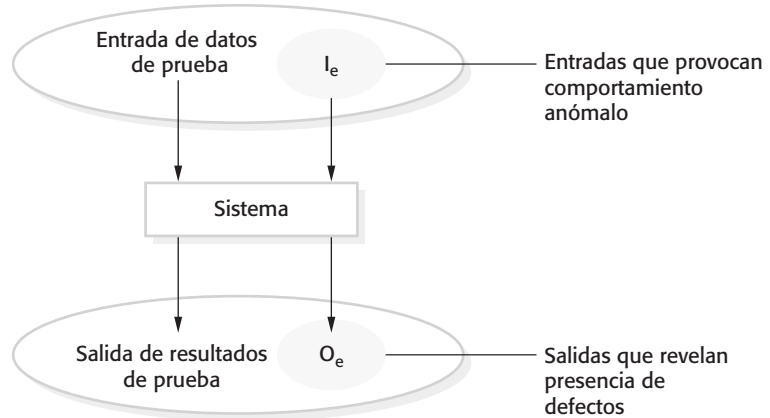 Entrada de datos
de prueba
Iₑ
Entradas que provocan
comportamiento
anómalo
Sistema
Salida de resultados
de prueba
Oₑ
Salidas que revelan
presencia de
defectos